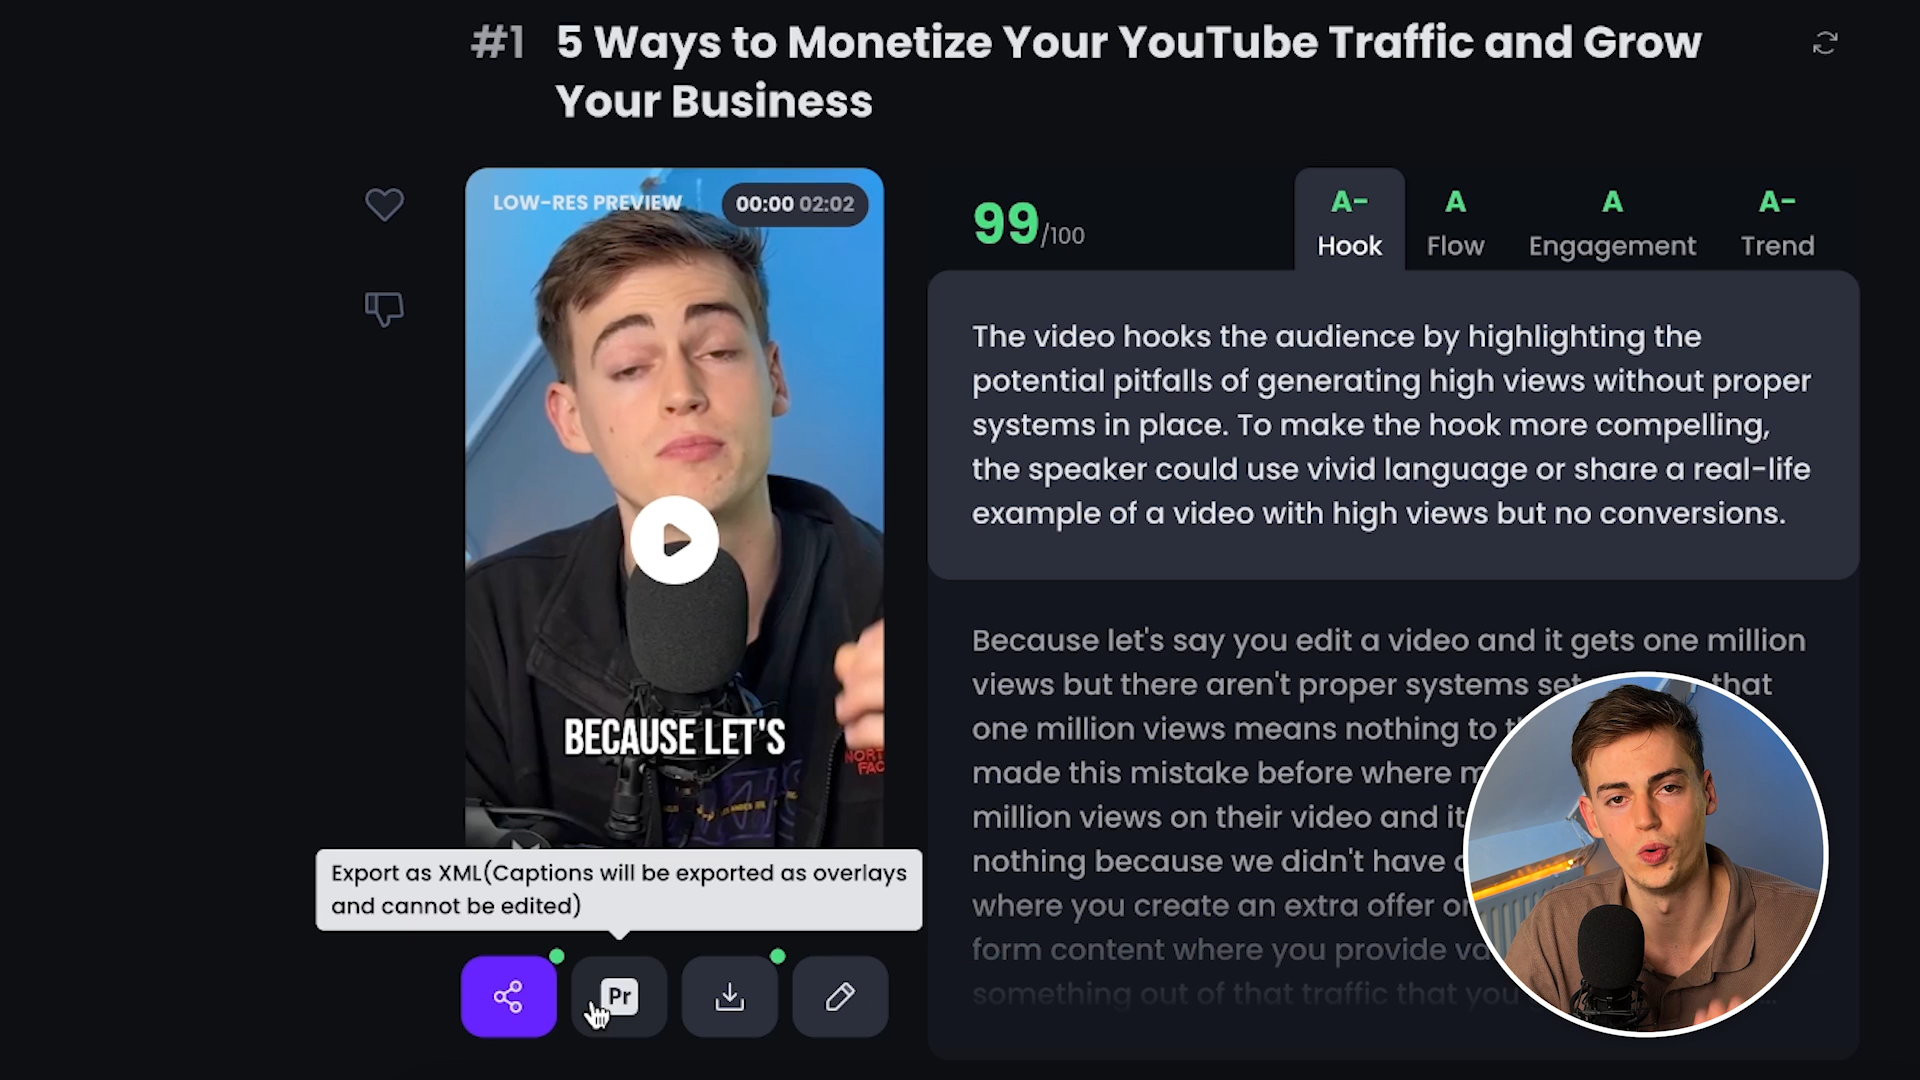 #1 5 Ways to Monetize Your YouTube Traffic and Grow
Your Business
LOW-RES PREVIEW
00:00 02:02
99/100
A- Hook
A Flow
A Engagement
A- Trend
The video hooks the audience by highlighting the
potential pitfalls of generating high views without proper
systems in place. To make the hook more compelling,
the speaker could use vivid language or share a real-life
example of a video with high views but no conversions.
BECAUSE LET'S
NORTH
FAC
Because let's say you edit a video and it gets one million
views but there aren't proper systems set that
one million views means nothing to
made this mistake before where
million views on their video and it
nothing because we didn't have
where you create an extra offer or
form content where you provide
something out of that traffic that you
Export as XML(Captions will be exported as overlays
and cannot be edited)
Pr